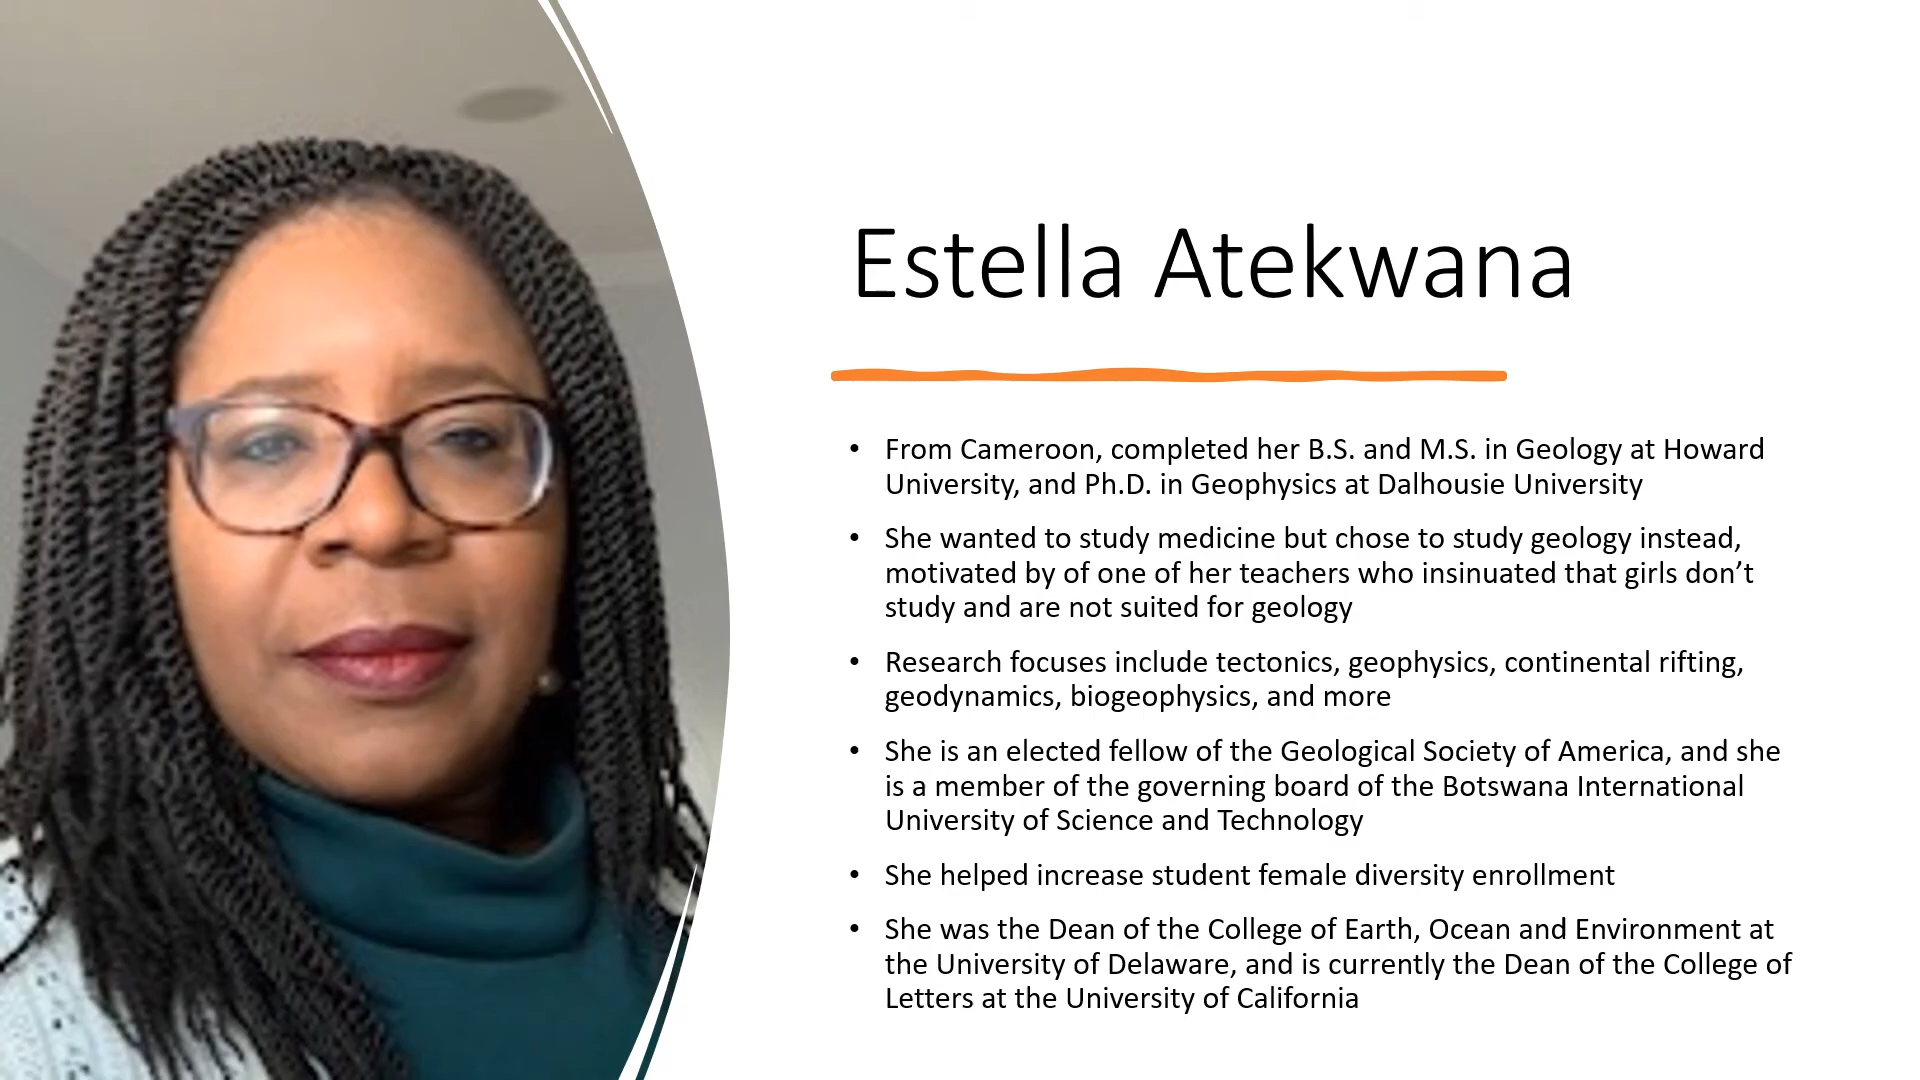 Estella Atekwana
• From Cameroon, completed her B.S. and M.S. in Geology at Howard
University, and Ph.D. in Geophysics at Dalhousie University
• She wanted to study medicine but chose to study geology instead,
motivated by of one of her teachers who insinuated that girls don’t
study and are not suited for geology
• Research focuses include tectonics, geophysics, continental rifting,
geodynamics, biogeophysics, and more
• She is an elected fellow of the Geological Society of America, and she
is a member of the governing board of the Botswana International
University of Science and Technology
• She helped increase student female diversity enrollment
• She was the Dean of the College of Earth, Ocean and Environment at
the University of Delaware, and is currently the Dean of the College of
Letters at the University of California